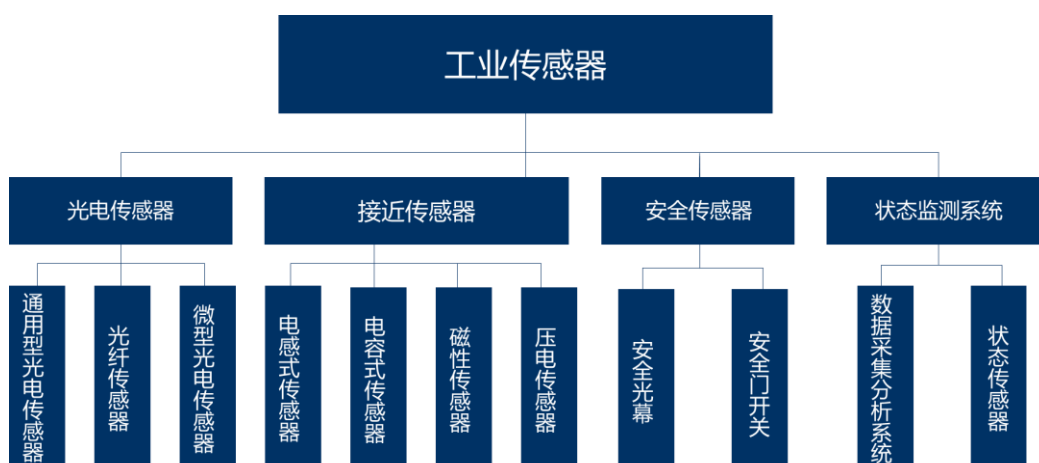 工业传感器
光电传感器
接近传感器
安全传感器
状态监测系统
通用型光电传感器
光纤传感器
微型光电传感器
电感式传感器
电容式传感器
磁性传感器
压电传感器
安全光幕
安全门开关
数据采集分析系统
状态传感器